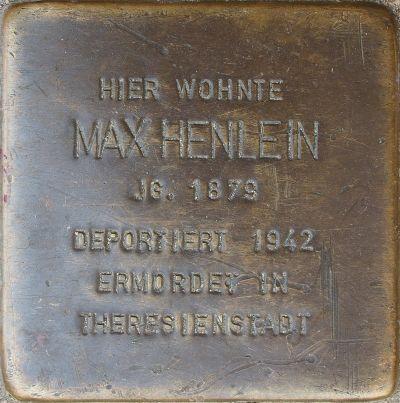 HIER WOHNTE
MAX HENLEIN
JG. 1879
DEPORTIERT 1942
ERMORDET IN
THERESIENSTADT